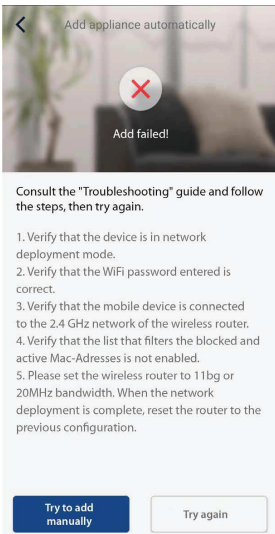 Add appliance automatically
Add failed!
Consult the "Troubleshooting" guide and follow
the steps, then try again.
1. Verify that the device is in network
deployment mode.
2. Verify that the WiFi password entered is
correct.
3. Verify that the mobile device is connected
to the 2.4 GHz network of the wireless router.
4. Verify that the list that filters the blocked and
active Mac-Adresses is not enabled.
5. Please set the wireless router to 11bg or
20MHz bandwidth. When the network
deployment is complete, reset the router to the
previous configuration.
Try to add
manually
Try again